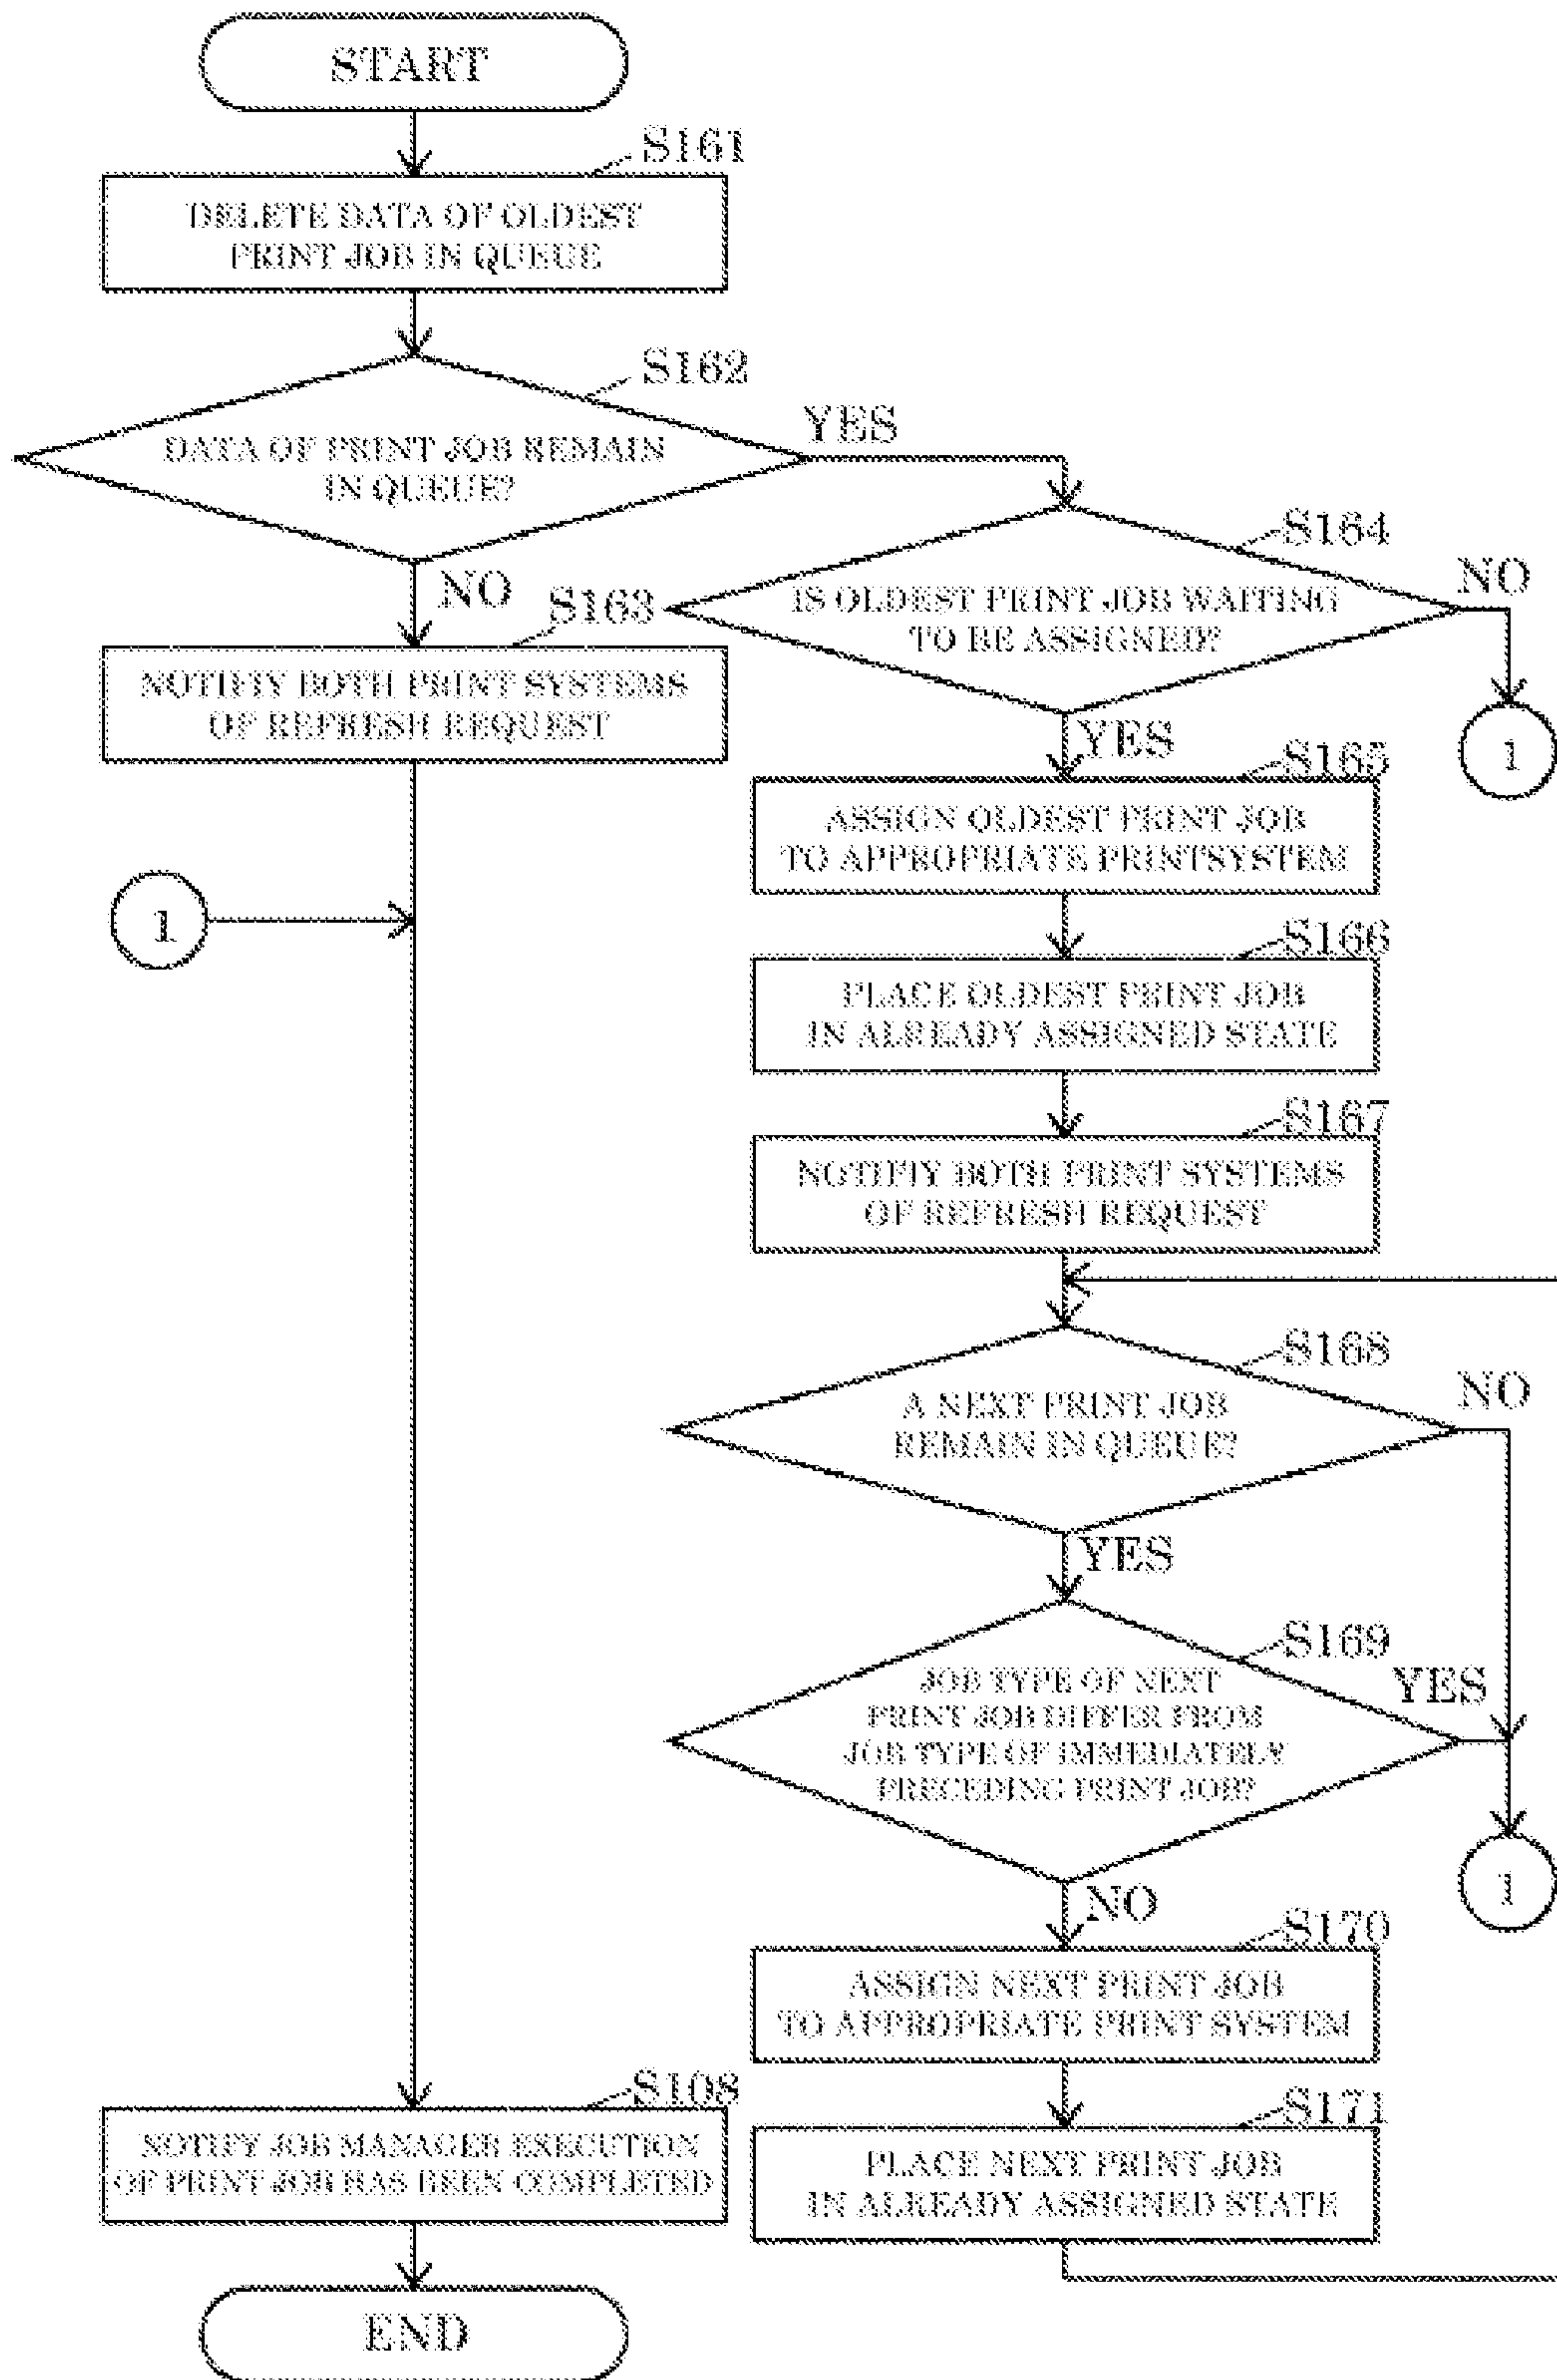 START
S161
DELETE DATA OF OLDEST
PRINT JOB IN QUEUE
S162
DATA OF PRINT JOB REMAIN
IN QUEUE?
YES
NO
S163
NOTIFIY BOTH PRINT SYSTEMS
OF REFRESH REQUEST
S164
IS OLDEST PRINT JOB WAITING
TO BE ASSIGNED?
NO
1
YES
S165
ASSIGN OLDEST PRINT JOB
TO APPROPRIATE PRINTSYSTEM
1
S166
PLACE OLDEST PRINT JOB
IN ALREADY ASSIGNED STATE
S167
NOTIFIY BOTH PRINT SYSTEMS
OF REFRESH REQUEST
S168
A NEXT PRINT JOB
REMAIN IN QUEUE?
NO
YES
S169
JOB TYPE OF NEXT
PRINT JOB DIFFER FROM
JOB TYPE OF IMMEDIATELY
PRECEDING PRINT JOB?
YES
1
NO
S170
ASSIGN NEXT PRINT JOB
TO APPROPRIATE PRINT SYSTEM
S171
PLACE NEXT PRINT JOB
IN ALREADY ASSIGNED STATE
S108
NOTIFY JOB MANAGER EXECUTION
OF PRINT JOB HAS BEEN COMPLETED
END